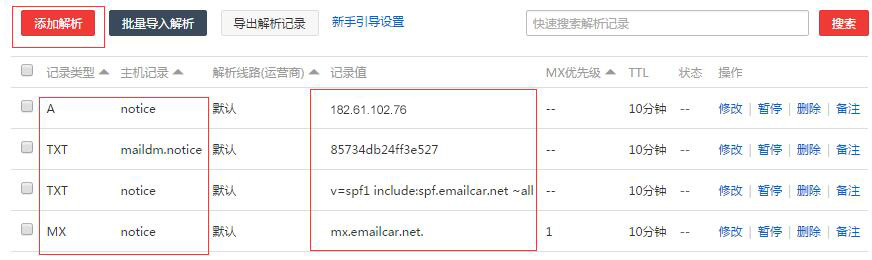 添加解析 批量导入解析 导出解析记录 新手引导设置 快速搜索解析记录 搜索
记录类型 主机记录 解析线路(运营商) 记录值 MX优先级 TTL 状态 操作
A notice 默认 182.61.102.76 -- 10分钟 -- 修改 | 暂停 | 删除 | 备注
TXT maildm.notice 默认 85734db24ff3e527 -- 10分钟 -- 修改 | 暂停 | 删除 | 备注
TXT notice 默认 v=spf1 include:spf.emailcar.net ~all -- 10分钟 -- 修改 | 暂停 | 删除 | 备注
MX notice 默认 mx.emailcar.net. 1 10分钟 -- 修改 | 暂停 | 删除 | 备注